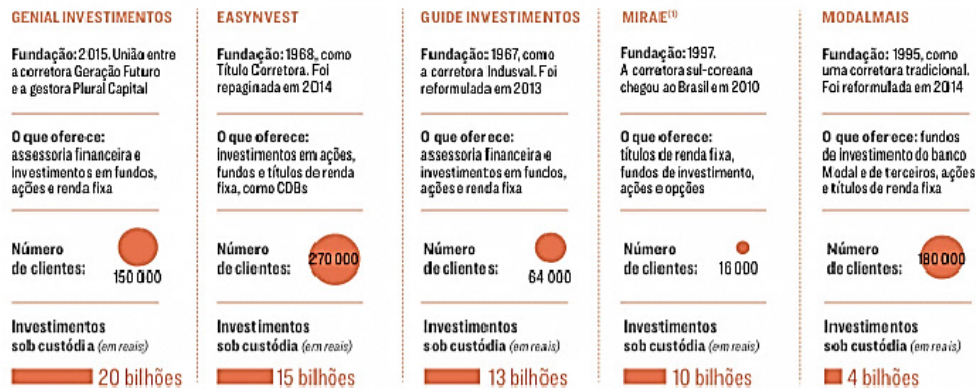 GENIAL INVESTIMENTOS
Fundação: 2015. União entre
a corretora Geração Futuro
e a gestora Plural Capital
O que oferece:
assessoria financeira e
investimentos em fundos,
ações e renda fixa
Número
de clientes:
150 000
Investimentos
sob custódia (em reais)
20 bilhões
EASYNVEST
Fundação: 1968, como
Título Corretora. Foi
repaginada em 2014
O que oferece:
investimentos em ações,
fundos e títulos de renda
fixa, como CDBs
Número
de clientes:
270 000
Investimentos
sob custódia (em reais)
15 bilhões
GUIDE INVESTIMENTOS
Fundação: 1967, como
a corretora Indusval. Foi
reformulada em 2013
O que oferece:
assessoria financeira e
investimentos em fundos,
ações e renda fixa
Número
de clientes:
64 000
Investimentos
sob custódia (em reais)
13 bilhões
MIRAE(1)
Fundação: 1997.
A corretora sul-coreana
chegou ao Brasil em 2010
O que oferece:
títulos de renda fixa,
fundos de investimento,
ações e opções
Número
de clientes:
16 000
Investimentos
sob custódia (em reais)
10 bilhões
MODALMAIS
Fundação: 1995, como
uma corretora tradicional.
Foi reformulada em 2014
O que oferece: fundos
de investimento do banco
Modal e de terceiros, ações
e títulos de renda fixa
Número
de clientes:
180 000
Investimentos
sob custódia (em reais)
4 bilhões